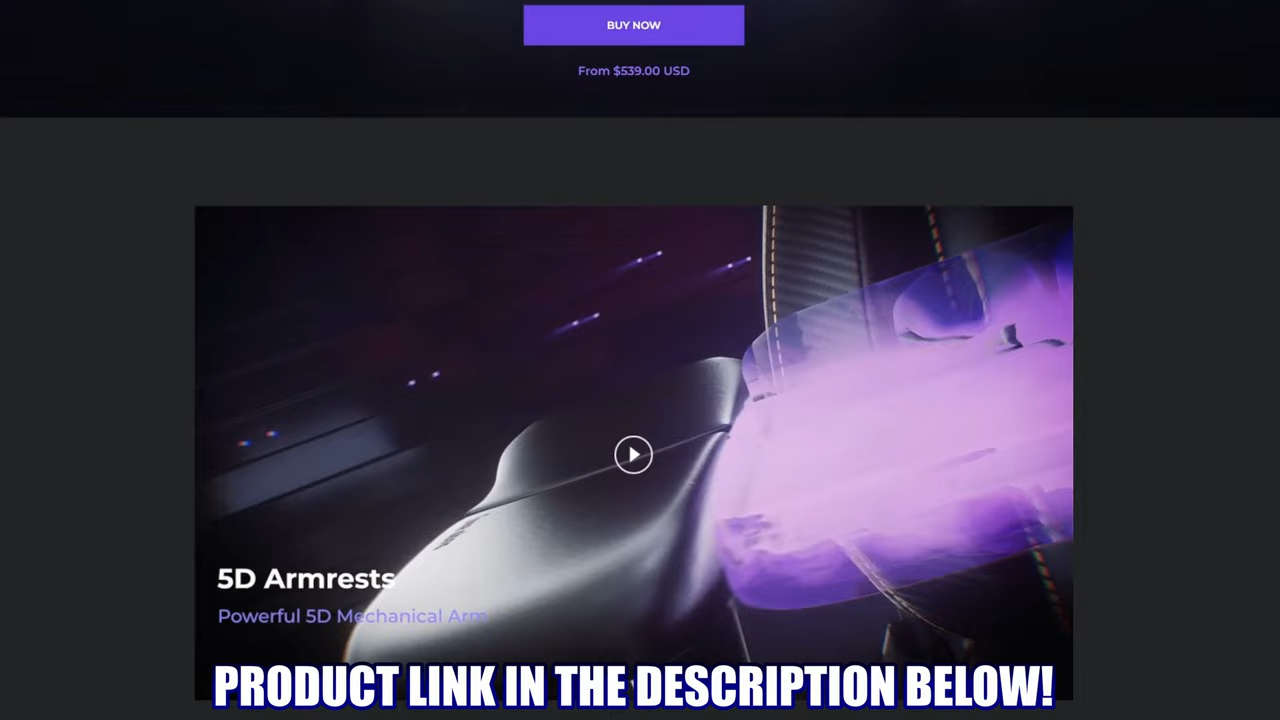 BUY NOW
From $539.00 USD
5D Armrests
Powerful 5D Mechanical Arm
PRODUCT LINK IN THE DESCRIPTION BELOW!